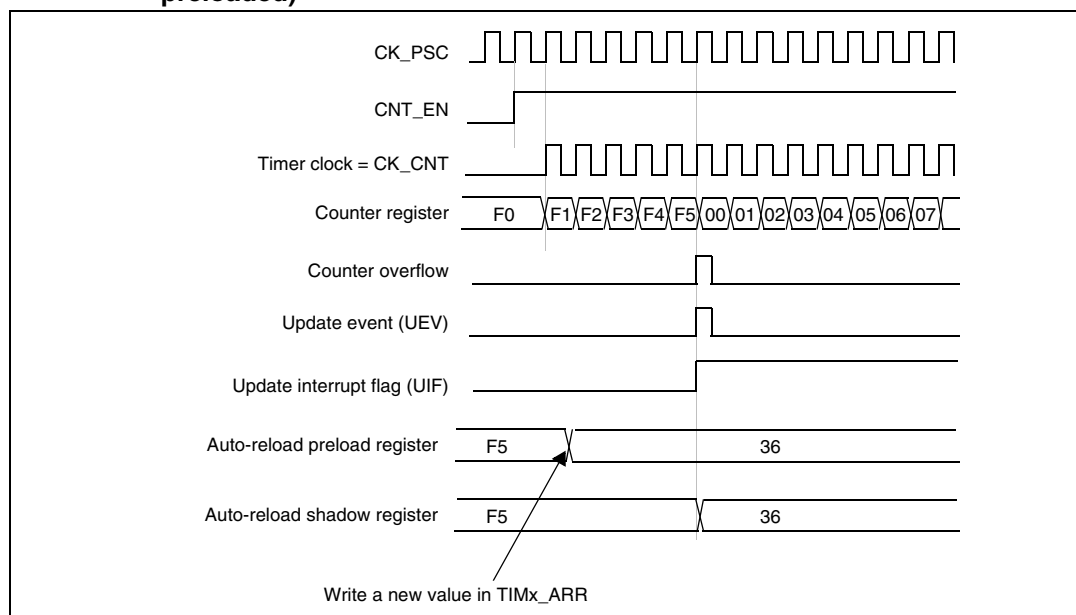 preloaded)
CK_PSC
CNT_EN
Timer clock = CK_CNT
Counter register F0 F1 F2 F3 F4 F5 00 01 02 03 04 05 06 07
Counter overflow
Update event (UEV)
Update interrupt flag (UIF)
Auto-reload preload register F5 36
Auto-reload shadow register F5 36
Write a new value in TIMx_ARR